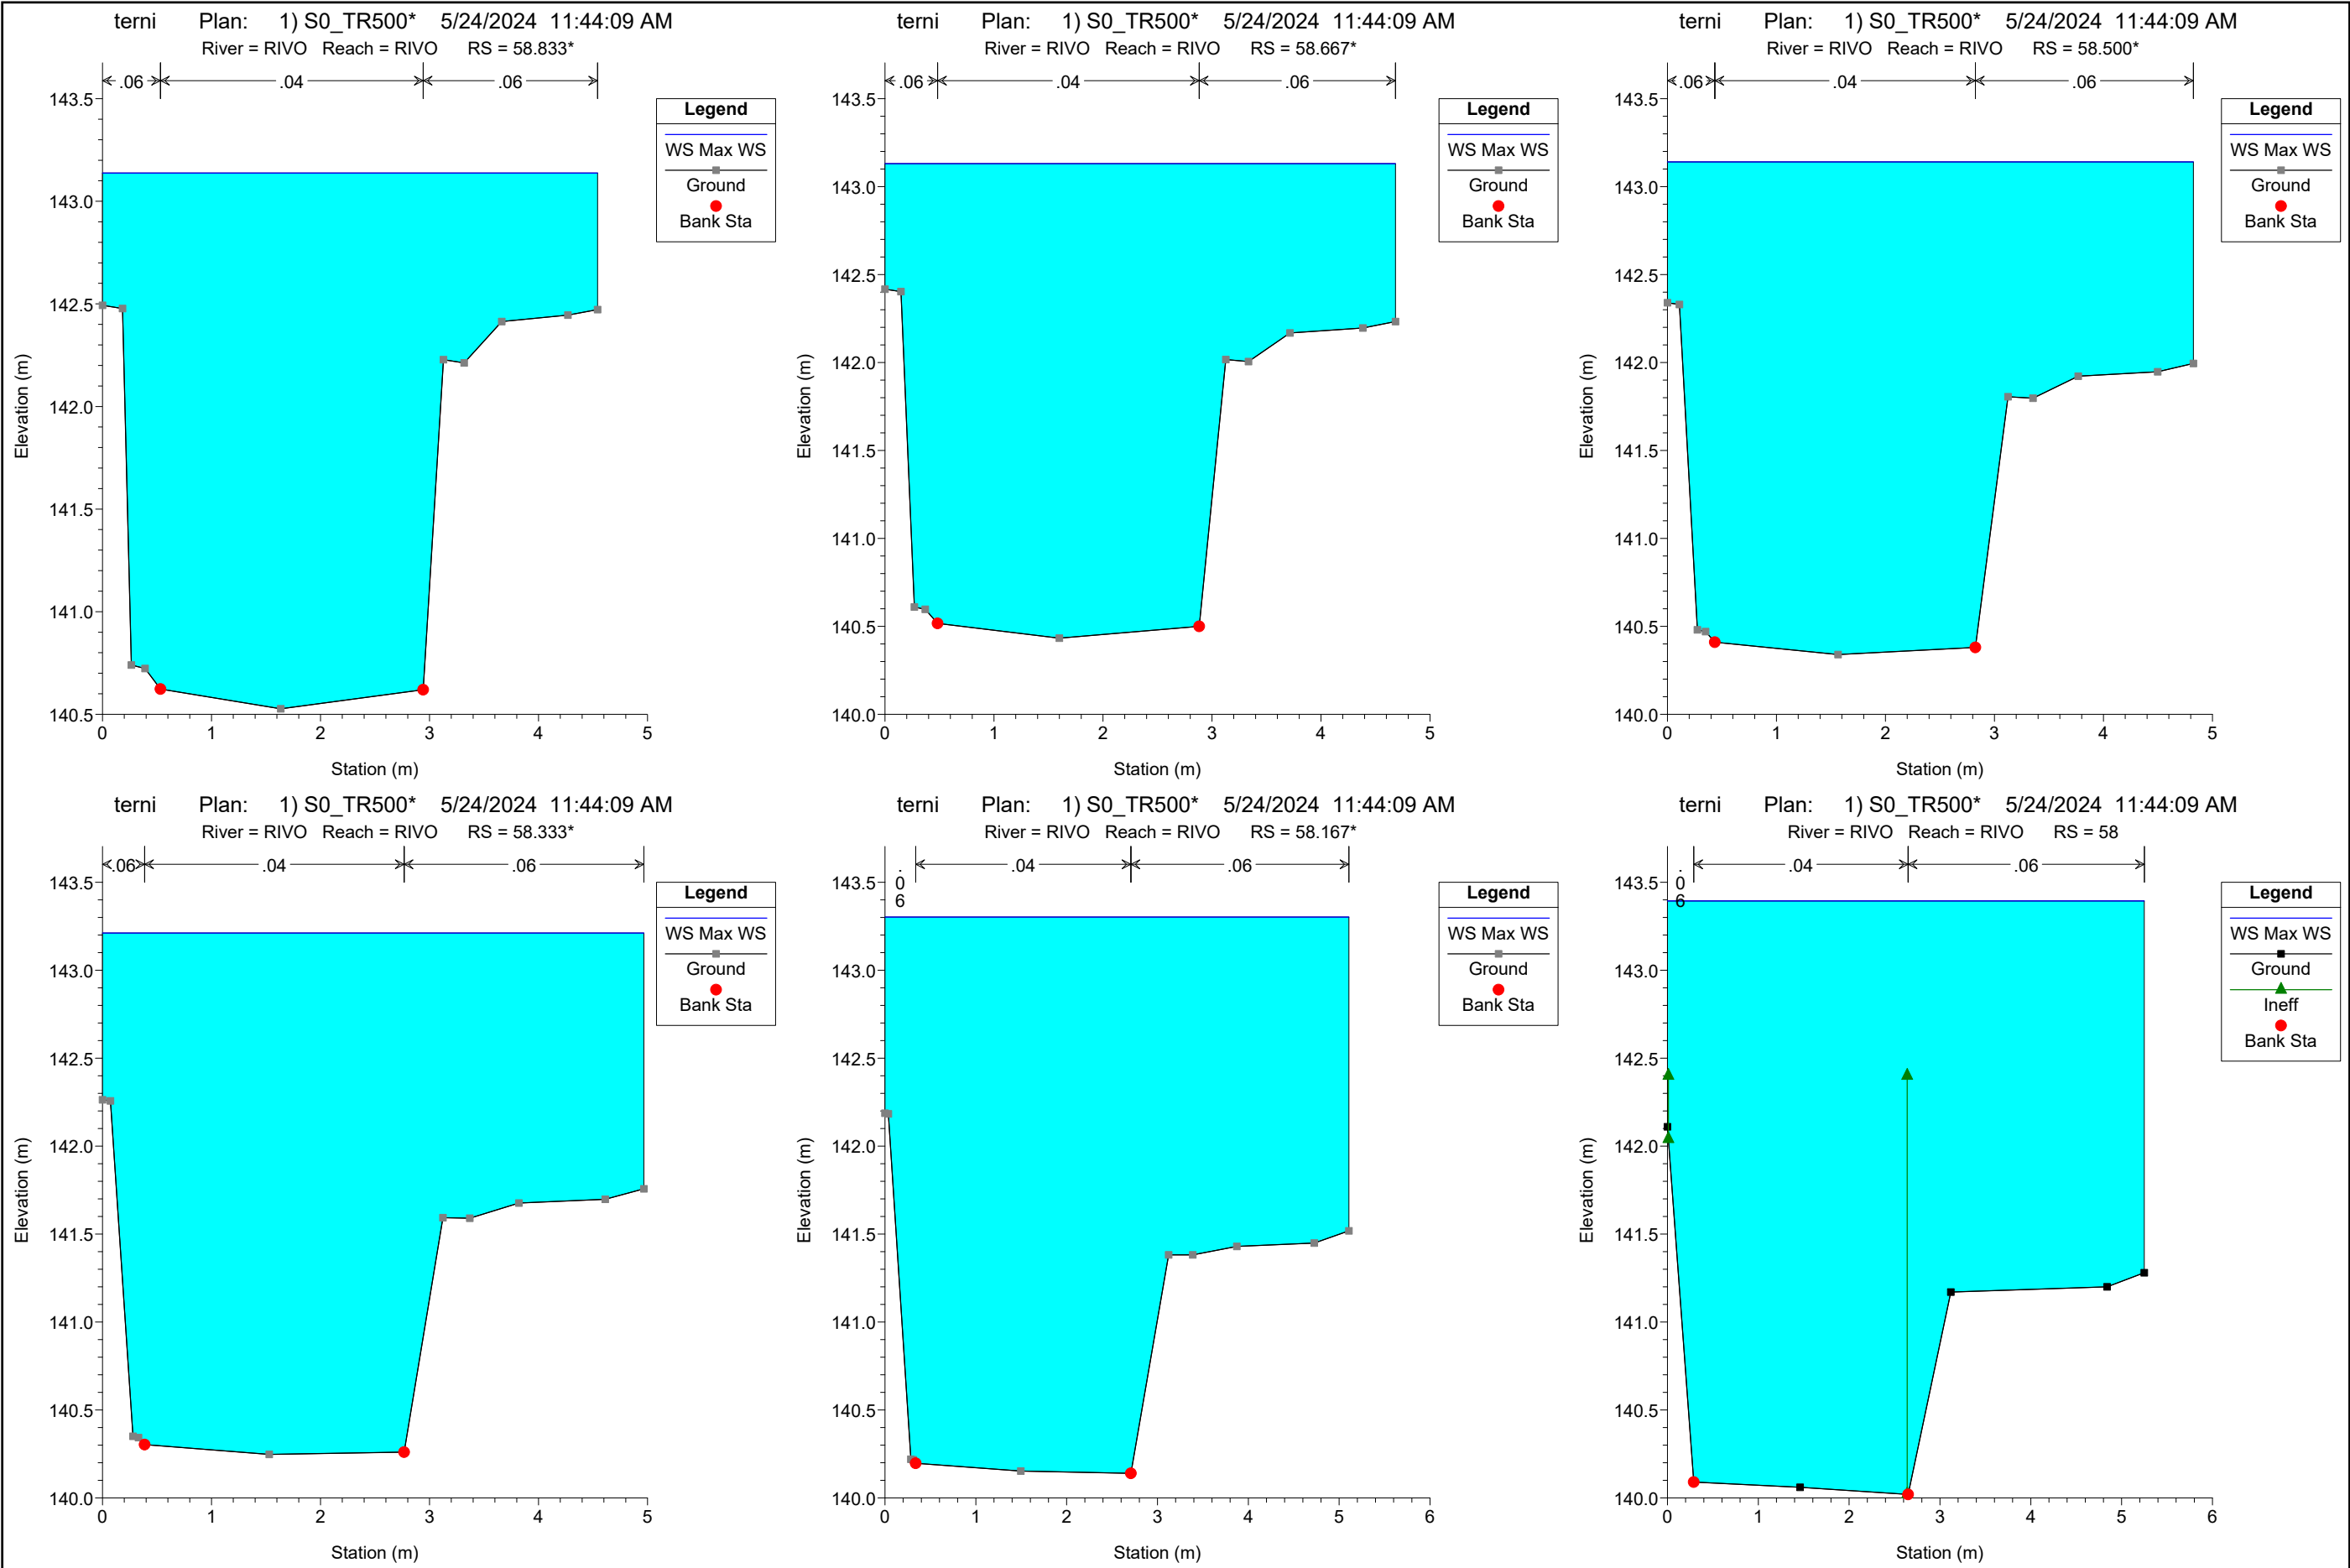 terni Plan: 1) S0_TR500* 5/24/2024 11:44:09 AM
River = RIVO Reach = RIVO RS = 58.833*
.06 .04 .06
143.5
143.0
142.5
142.0
141.5
141.0
140.5
0 1 2 3 4 5
Elevation (m)
Station (m)
Legend
WS Max WS
Ground
Bank Sta
terni Plan: 1) S0_TR500* 5/24/2024 11:44:09 AM
River = RIVO Reach = RIVO RS = 58.667*
.06 .04 .06
143.5
143.0
142.5
142.0
141.5
141.0
140.5
140.0
0 1 2 3 4 5
Elevation (m)
Station (m)
Legend
WS Max WS
Ground
Bank Sta
terni Plan: 1) S0_TR500* 5/24/2024 11:44:09 AM
River = RIVO Reach = RIVO RS = 58.500*
.06 .04 .06
143.5
143.0
142.5
142.0
141.5
141.0
140.5
140.0
0 1 2 3 4 5
Elevation (m)
Station (m)
Legend
WS Max WS
Ground
Bank Sta
terni Plan: 1) S0_TR500* 5/24/2024 11:44:09 AM
River = RIVO Reach = RIVO RS = 58.333*
.06 .04 .06
143.5
143.0
142.5
142.0
141.5
141.0
140.5
140.0
0 1 2 3 4 5
Elevation (m)
Station (m)
Legend
WS Max WS
Ground
Bank Sta
terni Plan: 1) S0_TR500* 5/24/2024 11:44:09 AM
River = RIVO Reach = RIVO RS = 58.167*
.06 .04 .06
143.5
143.0
142.5
142.0
141.5
141.0
140.5
140.0
0 1 2 3 4 5 6
Elevation (m)
Station (m)
Legend
WS Max WS
Ground
Bank Sta
terni Plan: 1) S0_TR500* 5/24/2024 11:44:09 AM
River = RIVO Reach = RIVO RS = 58
.06 .04 .06
143.5
143.0
142.5
142.0
141.5
141.0
140.5
140.0
0 1 2 3 4 5 6
Elevation (m)
Station (m)
Legend
WS Max WS
Ground
Ineff
Bank Sta